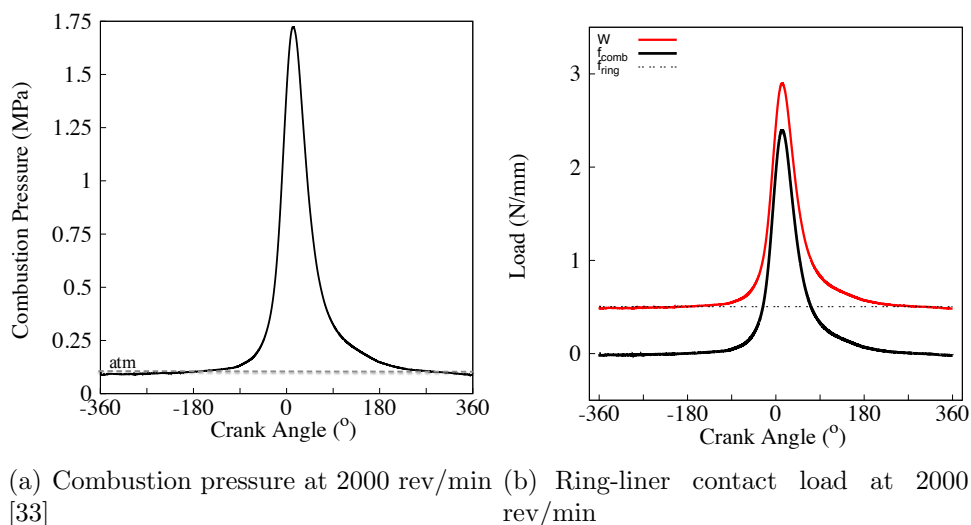 1.75
1.5
1.25
1
0.75
0.5
0.25
0
Combustion Pressure (MPa)
atm
-360 -180 0 180 360
Crank Angle (o)
W
fcomb
fring
3
2
1
0
Load (N/mm)
-360 -180 0 180 360
Crank Angle (o)
(a) Combustion pressure at 2000 rev/min
[33]
(b) Ring-liner contact load at 2000
rev/min